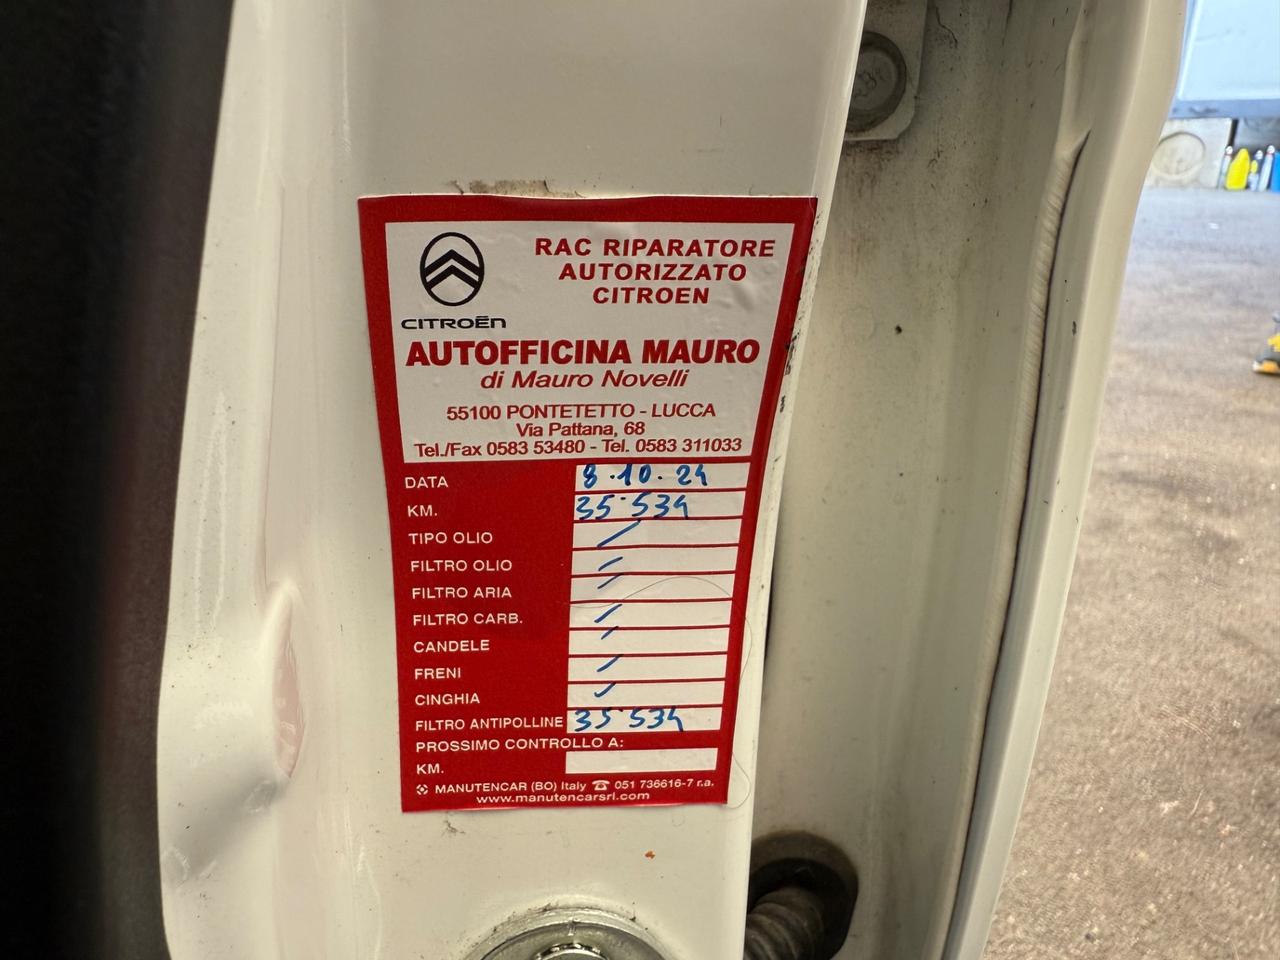 RAC RIPARATORE
AUTORIZZATO
CITROEN
CITROËN
AUTOFFICINA MAURO
di Mauro Novelli
55100 PONTETETTO - LUCCA
Via Pattana, 68
Tel./Fax 0583 53480 - Tel. 0583 311033
DATA 8·10·24
KM. 35·534
TIPO OLIO
FILTRO OLIO
FILTRO ARIA
FILTRO CARB.
CANDELE
FRENI
CINGHIA
FILTRO ANTIPOLLINE 35·534
PROSSIMO CONTROLLO A:
KM.
MANUTENCAR (BO) Italy ☎ 051 736616-7 r.a.
www.manutencarsrl.com